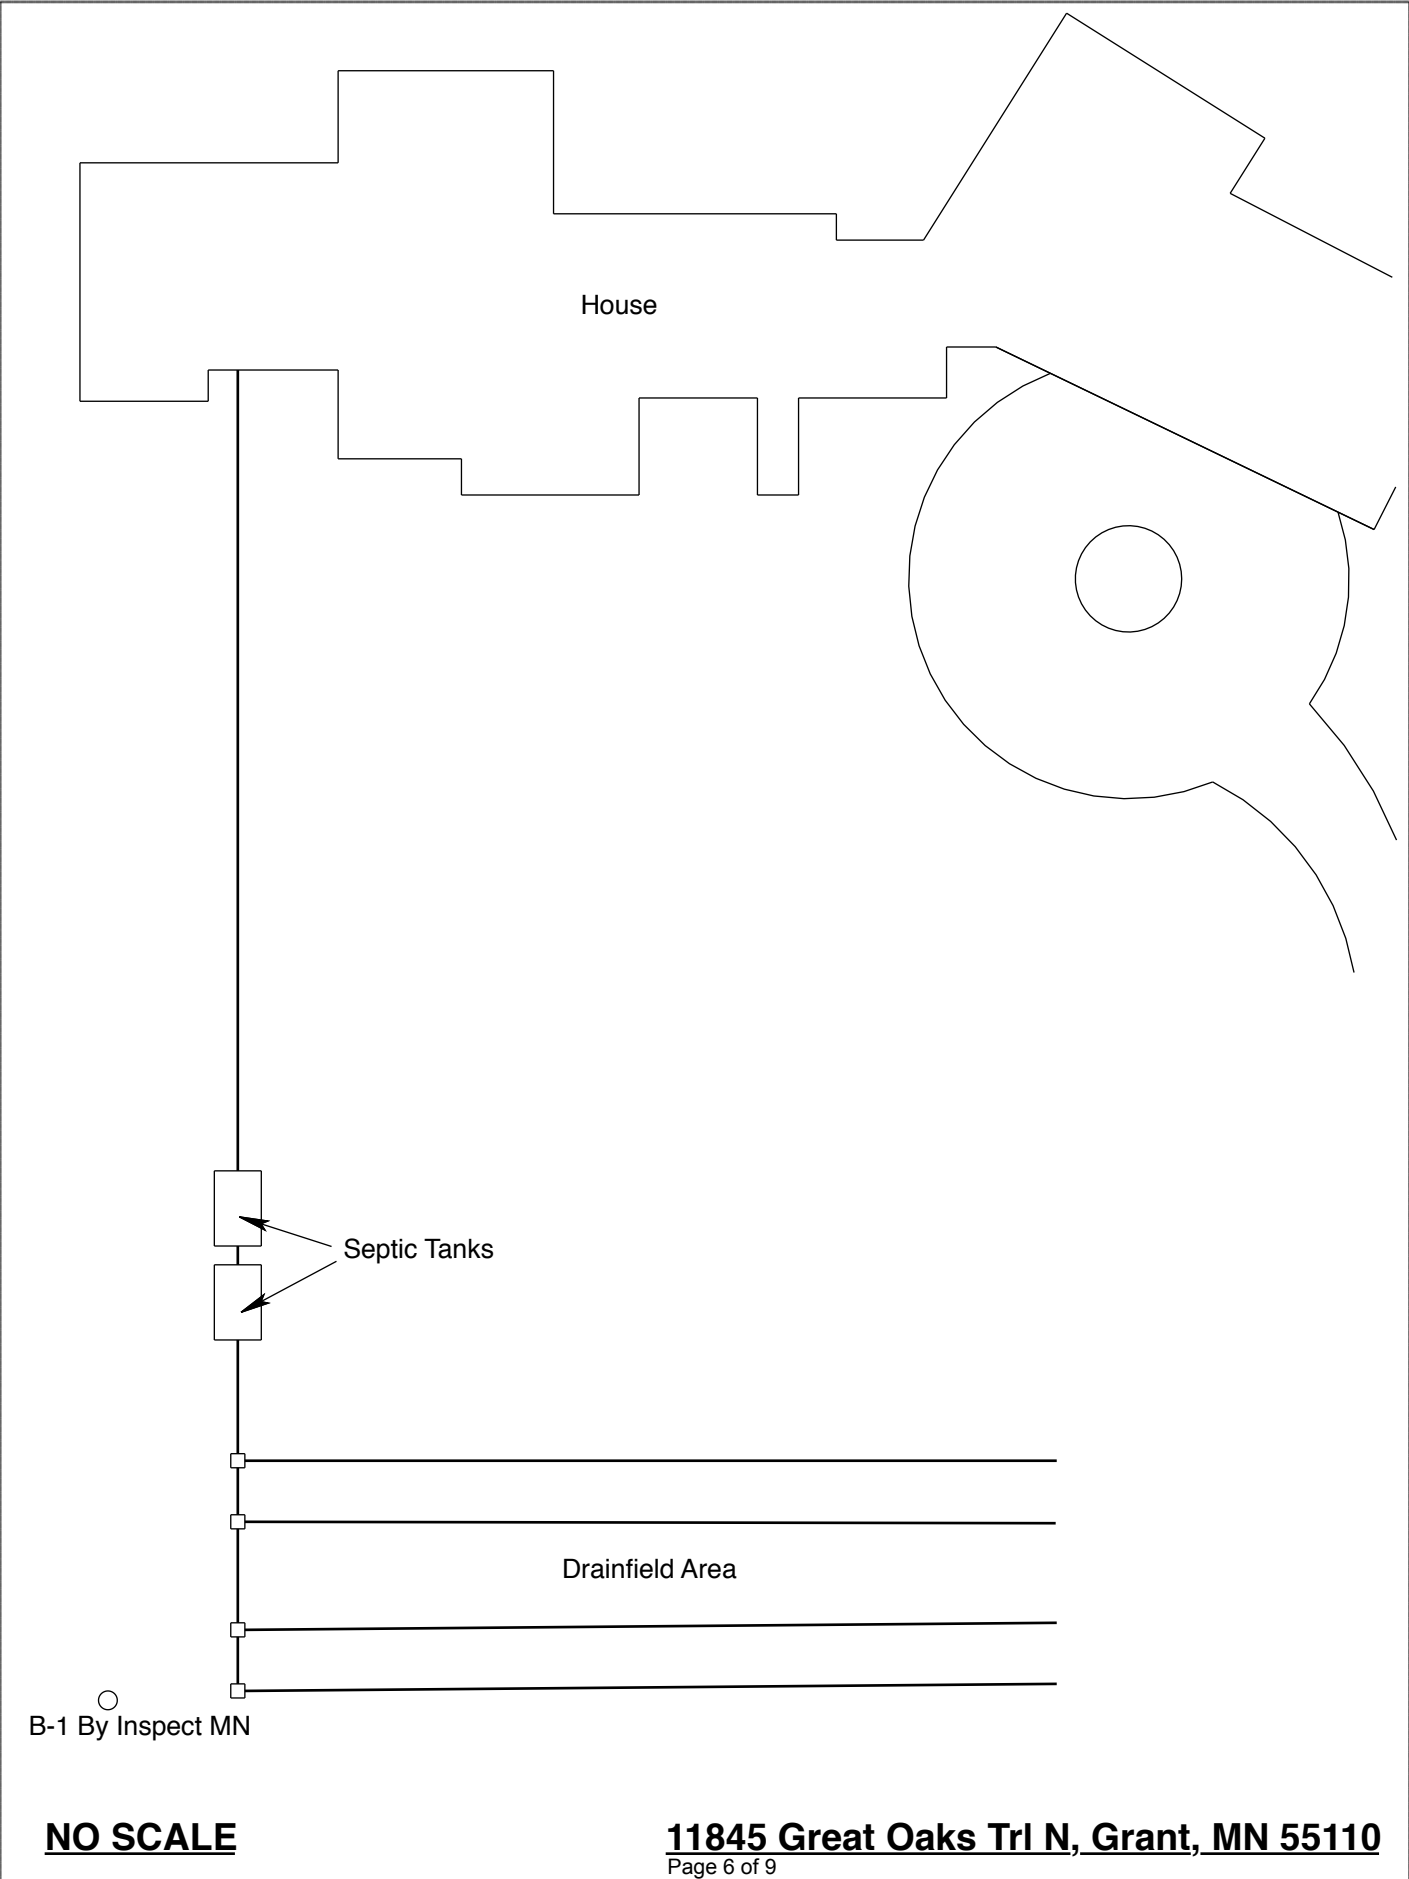 House
Septic Tanks
Drainfield Area
B-1 By Inspect MN
NO SCALE
11845 Great Oaks Trl N, Grant, MN 55110
Page 6 of 9